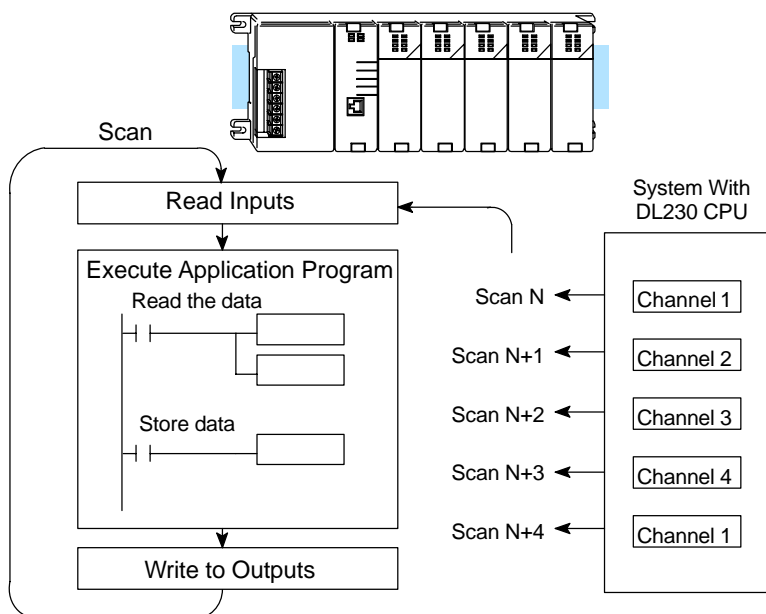 Scan
Read Inputs
Execute Application Program
Read the data
Store data
Write to Outputs
System With
DL230 CPU
Scan N
Channel 1
Scan N+1
Channel 2
Scan N+2
Channel 3
Scan N+3
Channel 4
Scan N+4
Channel 1